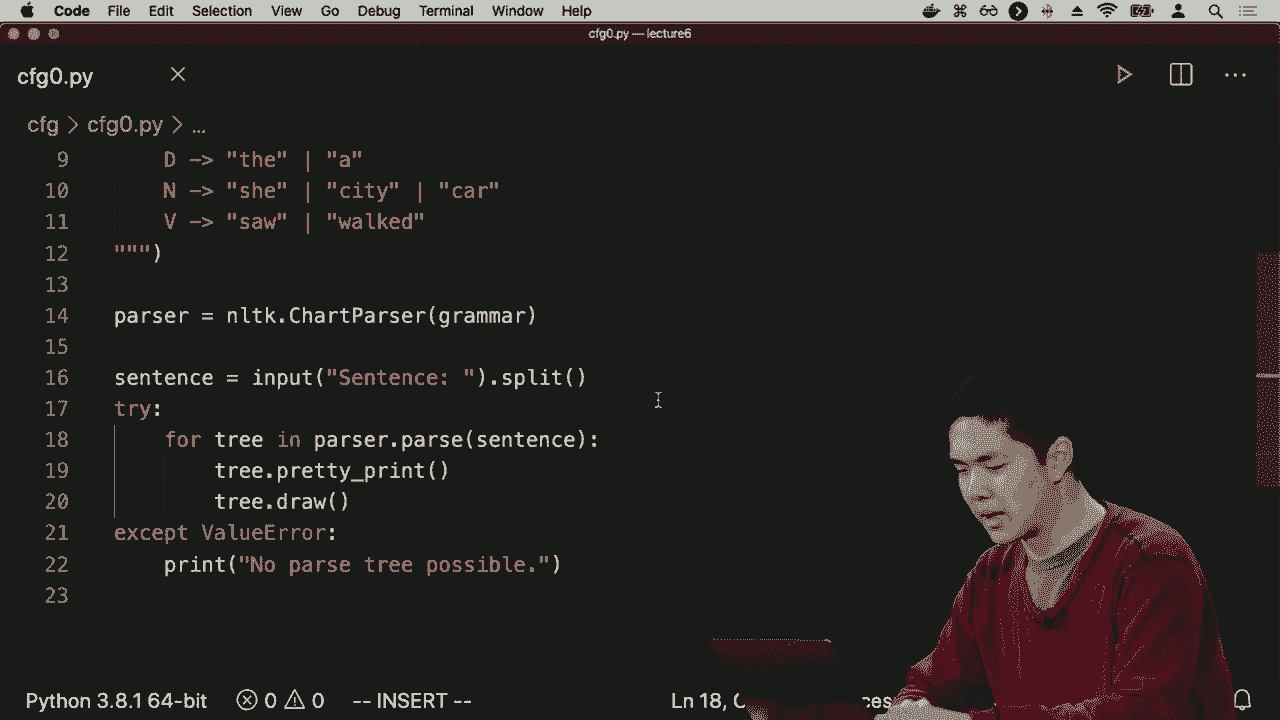 Code File Edit Selection View Go Debug Terminal Window Help
cfg0.py — lecture6
cfg0.py
cfg > cfg0.py > ...
9 D -> "the" | "a"
10 N -> "she" | "city" | "car"
11 V -> "saw" | "walked"
12 """)
13
14 parser = nltk.ChartParser(grammar)
15
16 sentence = input("Sentence: ").split()
17 try:
18 for tree in parser.parse(sentence):
19 tree.pretty_print()
20 tree.draw()
21 except ValueError:
22 print("No parse tree possible.")
23
Python 3.8.1 64-bit 0 0 -- INSERT -- Ln 18,